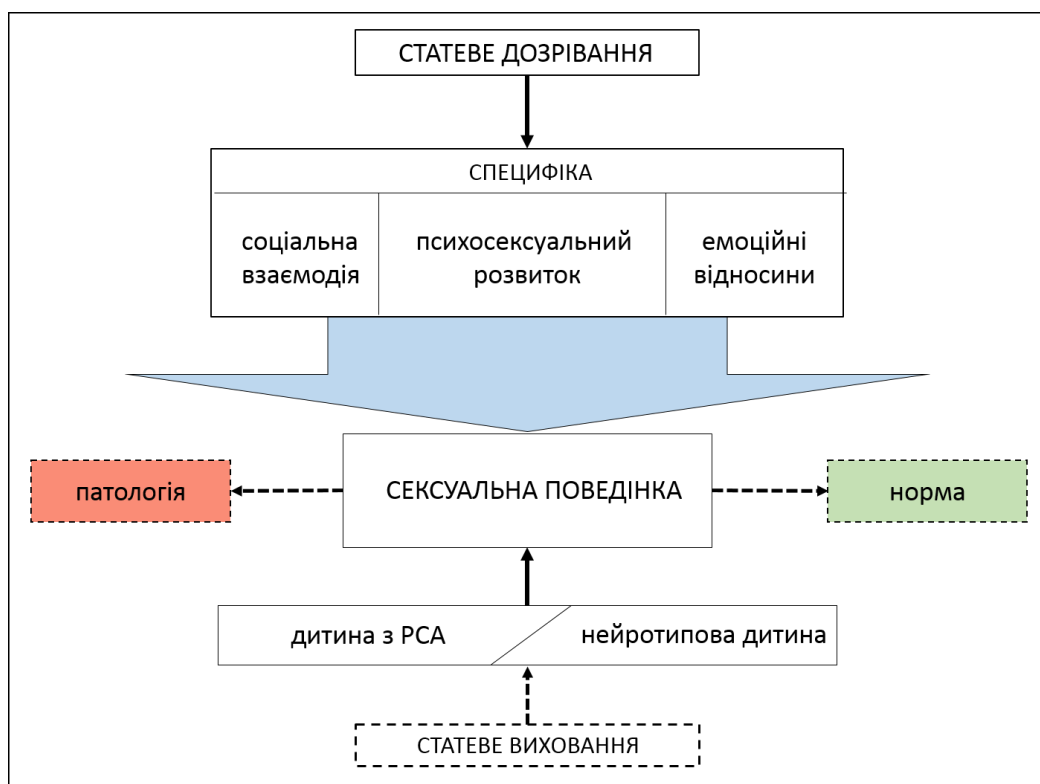 СТАТЕВЕ ДОЗРІВАННЯ
СПЕЦИФІКА
соціальна
взаємодія
психосексуальний
розвиток
емоційні
відносини
патологія
СЕКСУАЛЬНА ПОВЕДІНКА
норма
дитина з РСА
нейротипова дитина
СТАТЕВЕ ВИХОВАННЯ